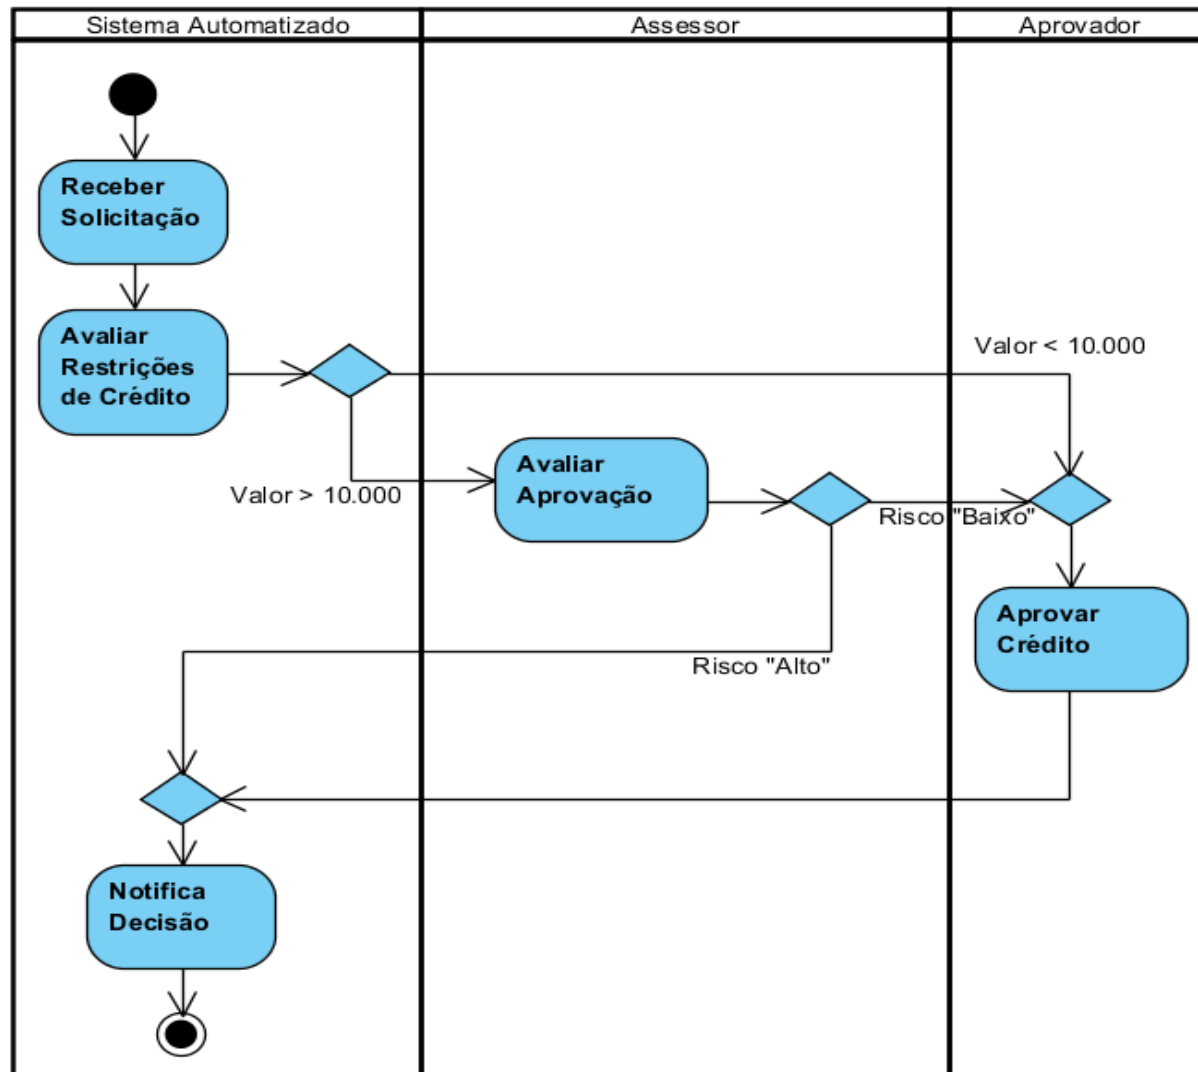 Sistema Automatizado
Assessor
Aprovador
Receber
Solicitação
Avaliar
Restrições
de Crédito
Valor < 10.000
Valor > 10.000
Avaliar
Aprovação
Risco "Baixo"
Aprovar
Crédito
Risco "Alto"
Notifica
Decisão